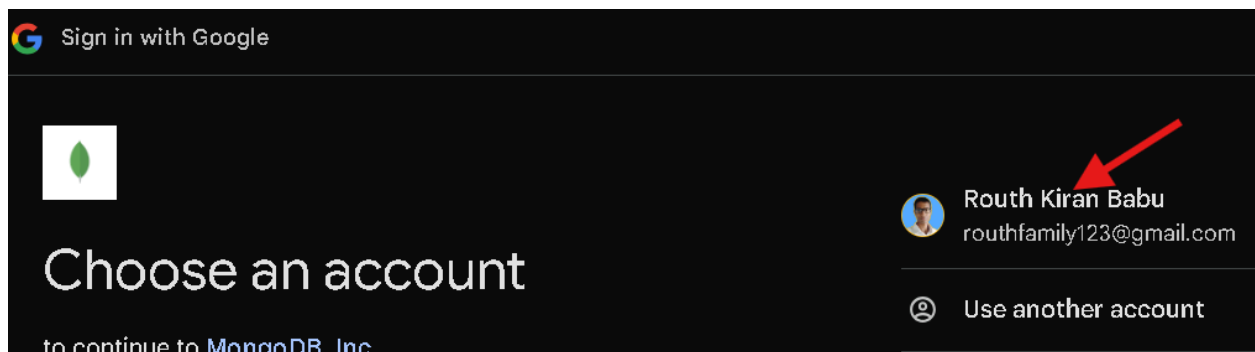 Sign in with Google
Choose an account
to continue to MongoDB, Inc.
Routh Kiran Babu
routhfamily123@gmail.com
Use another account